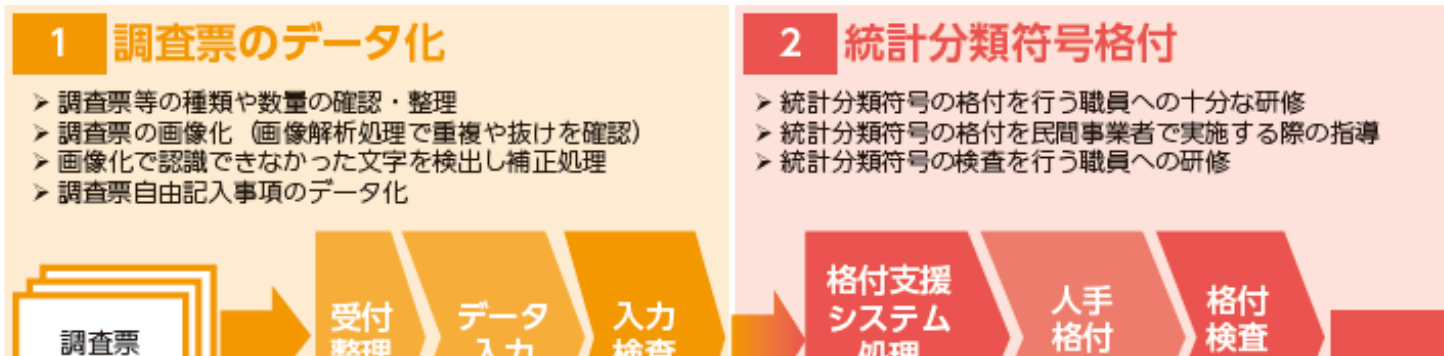 1 調査票のデータ化
➢ 調査票等の種類や数量の確認・整理
➢ 調査票の画像化（画像解析処理で重複や抜けを確認）
➢ 画像化で認識できなかった文字を検出し補正処理
➢ 調査票自由記入事項のデータ化
調査票
受付
整理
データ
入力
入力
検査
2 統計分類符号格付
➢ 統計分類符号の格付を行う職員への十分な研修
➢ 統計分類符号の格付を民間事業者で実施する際の指導
➢ 統計分類符号の検査を行う職員への研修
格付支援
システム
処理
人手
格付
格付
検査